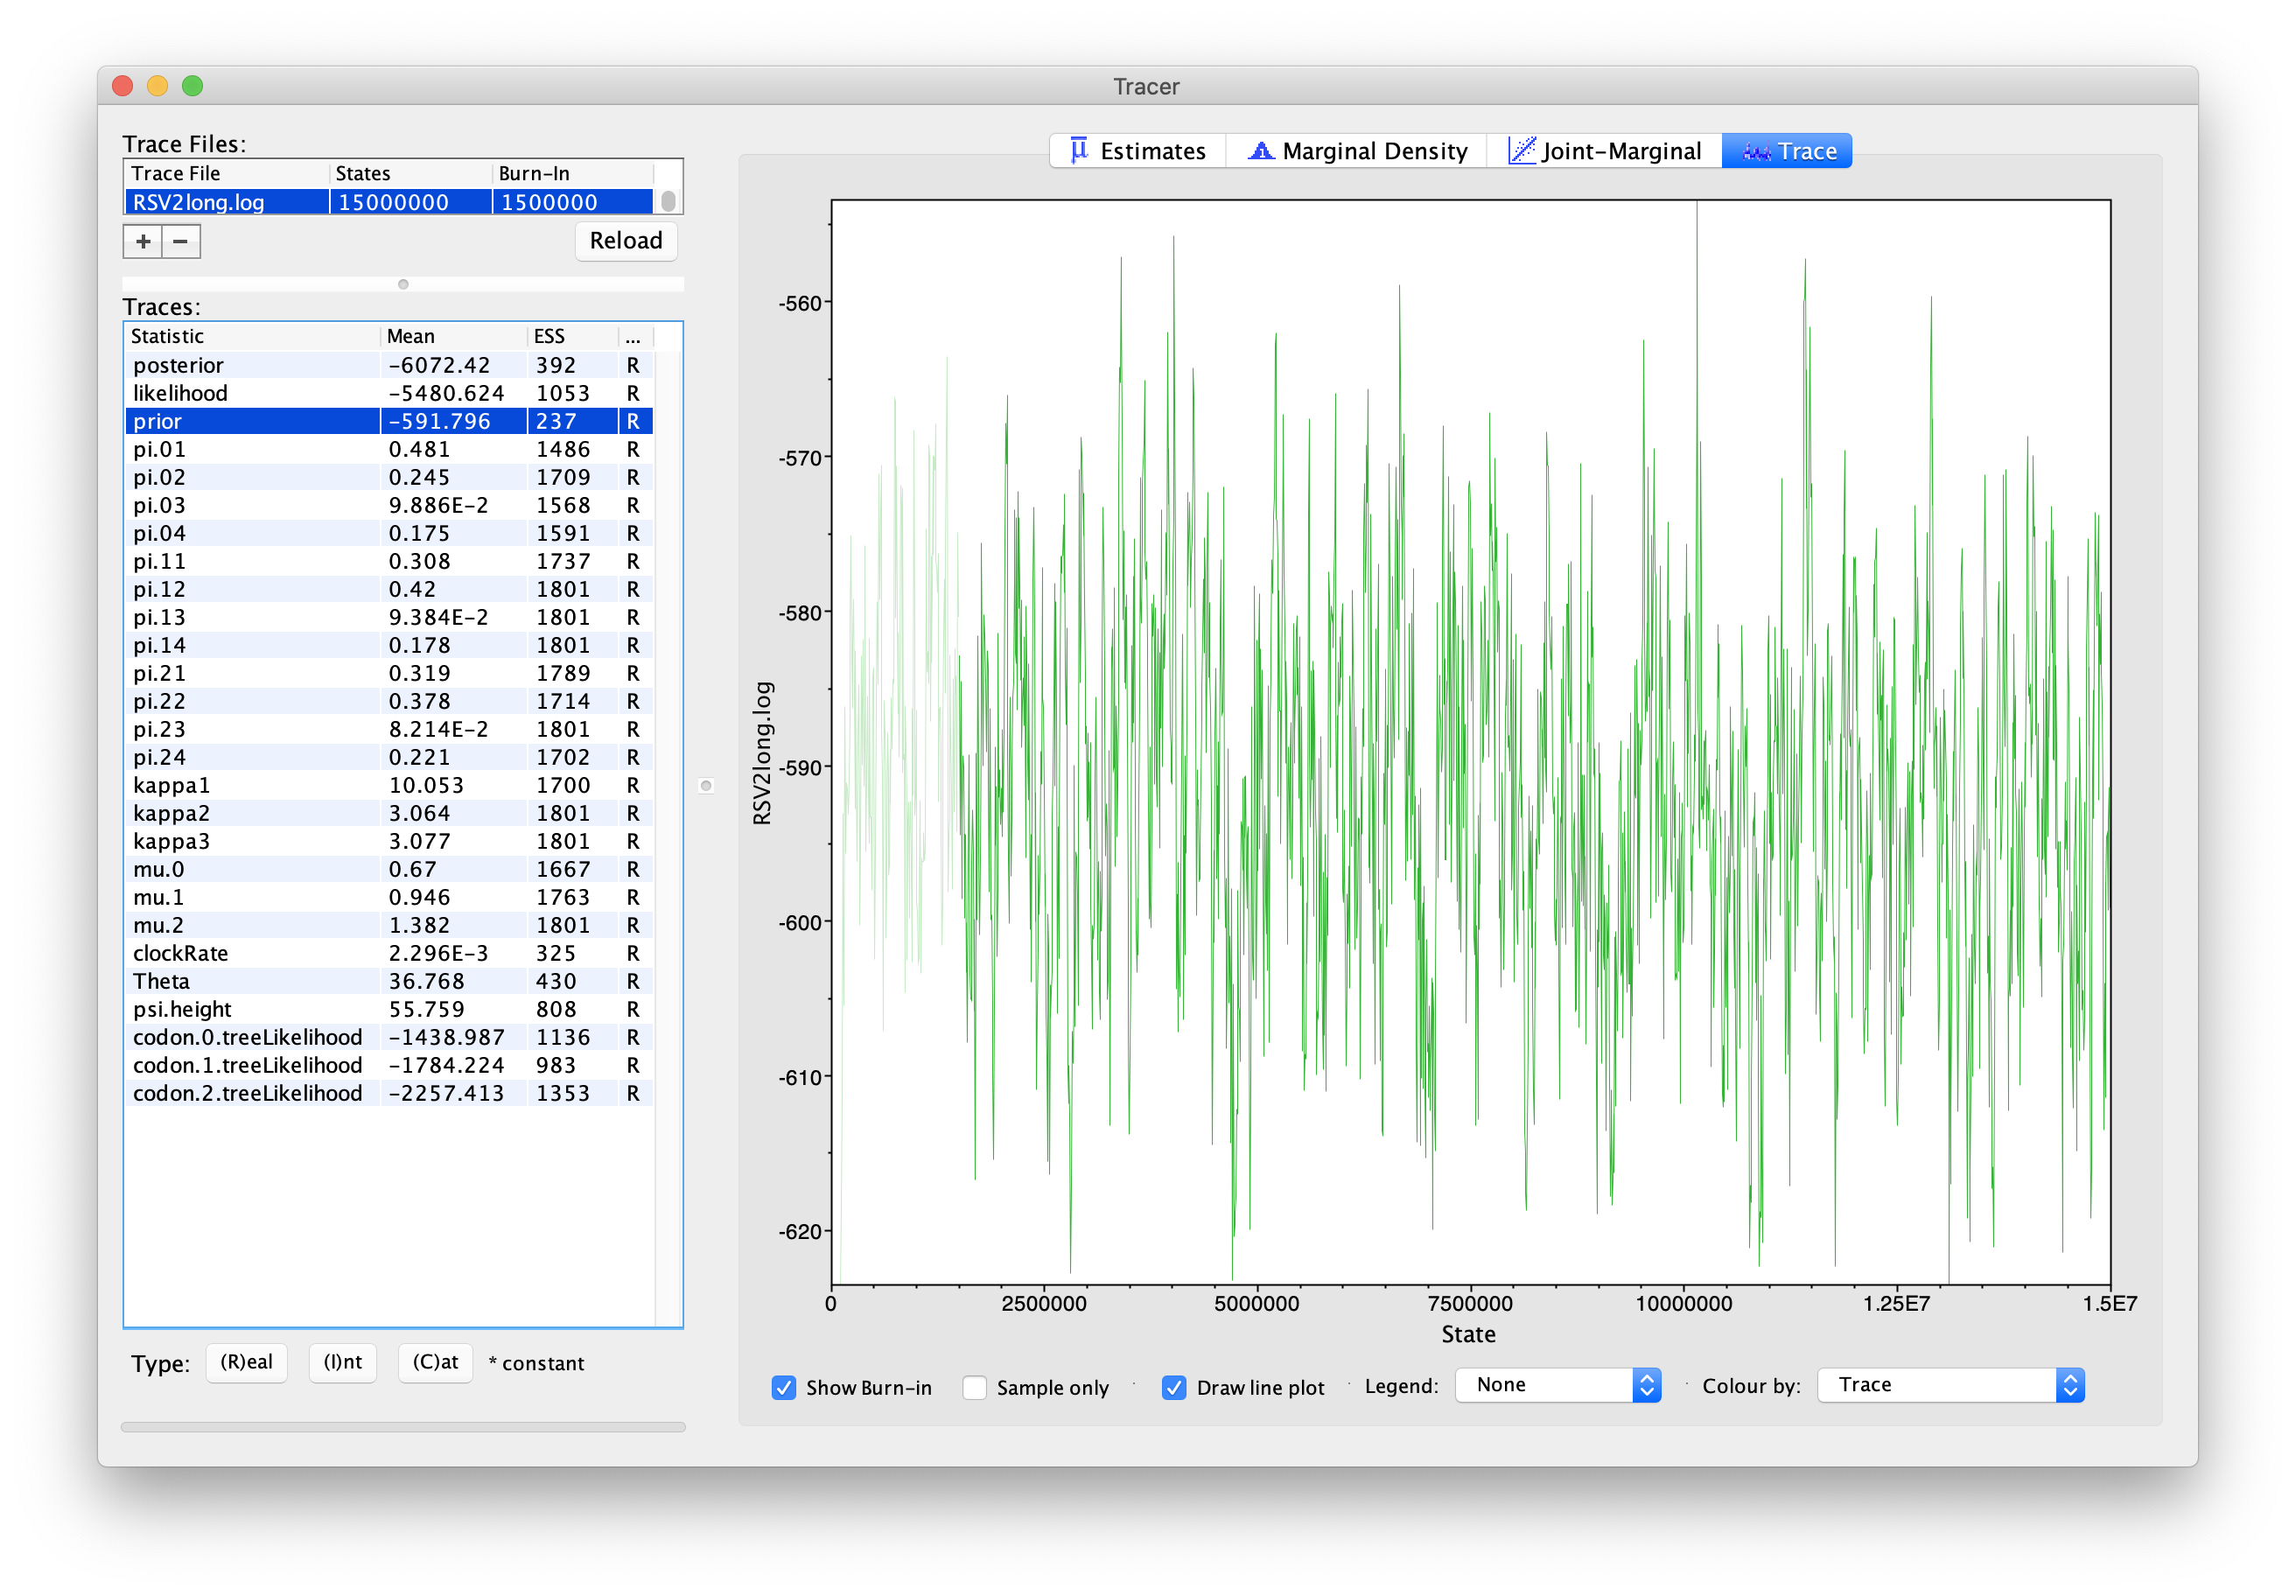 Tracer
Trace Files:
Trace File States Burn-In
RSV2long.log 15000000 1500000
+ −
Reload
Traces:
Statistic Mean ESS ...
posterior -6072.42 392 R
likelihood -5480.624 1053 R
prior -591.796 237 R
pi.01 0.481 1486 R
pi.02 0.245 1709 R
pi.03 9.886E-2 1568 R
pi.04 0.175 1591 R
pi.11 0.308 1737 R
pi.12 0.42 1801 R
pi.13 9.384E-2 1801 R
pi.14 0.178 1801 R
pi.21 0.319 1789 R
pi.22 0.378 1714 R
pi.23 8.214E-2 1801 R
pi.24 0.221 1702 R
kappa1 10.053 1700 R
kappa2 3.064 1801 R
kappa3 3.077 1801 R
mu.0 0.67 1667 R
mu.1 0.946 1763 R
mu.2 1.382 1801 R
clockRate 2.296E-3 325 R
Theta 36.768 430 R
psi.height 55.759 808 R
codon.0.treeLikelihood -1438.987 1136 R
codon.1.treeLikelihood -1784.224 983 R
codon.2.treeLikelihood -2257.413 1353 R
Type: (R)eal (I)nt (C)at * constant
Estimates Marginal Density Joint-Marginal Trace
RSV2long.log
-560
-570
-580
-590
-600
-610
-620
0 2500000 5000000 7500000 10000000 1.25E7 1.5E7
State
Show Burn-in Sample only Draw line plot Legend: None Colour by: Trace